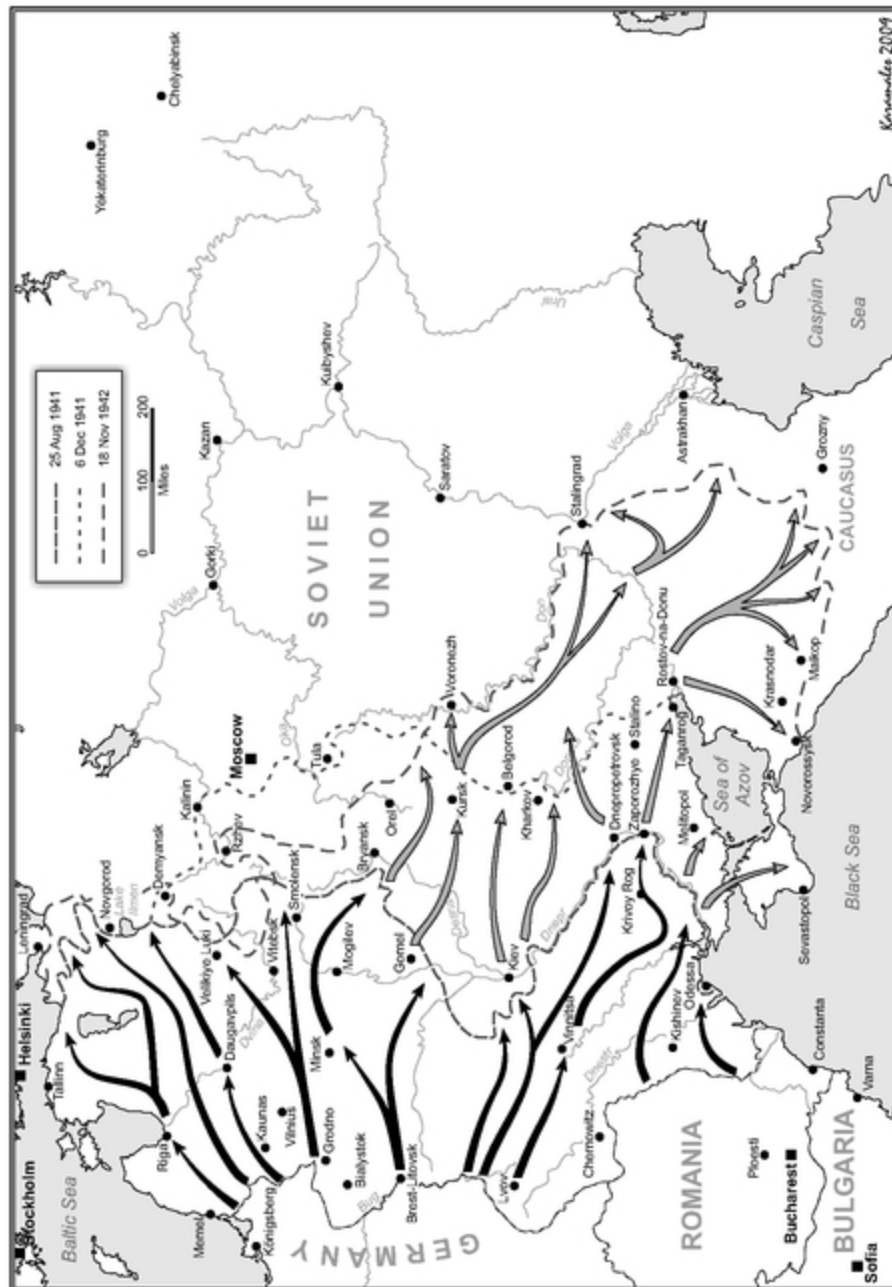 Stockholm
Helsinki
Leningrad
Tallinn
Baltic Sea
Novgorod
Lake
Ilmen
Demyansk
Riga
Daugavpils
Velikiye Luki
Kalinin
Rzhev
Memel
Dvina
Kaunas
Vilnius
Vitebsk
Smolensk
Moscow
Königsberg
Grodno
Minsk
Mogilev
Bialystok
Bryansk
Orel
Tula
Oka
Volga
Gorki
Kazan
Yekaterinburg
Chelyabinsk
25 Aug 1941
6 Dec 1941
18 Nov 1942
0 100 200
Miles
SOVIET
UNION
Kuibyshev
Saratov
Ural
GERMANY
Bug
Brest-Litovsk
Gomel
Desna
Kursk
Voronezh
Belgorod
Kharkov
Don
Donets
Kiev
Dnepr
Lvov
Vinnitsa
Krivoy Rog
Dnepropetrovsk
Zaporozhye
Stalino
Stalingrad
Volga
Astrakhan
Chernowitz
Dnestr
Kishinev
Odessa
Melitopol
Taganrog
Rostov-na-Donu
Sea of
Azov
ROMANIA
Ploesti
Bucharest
Constanta
Sevastopol
Novorossysk
Krasnodar
Maikop
CAUCASUS
Grozny
Caspian
Sea
BULGARIA
Varna
Sofia
Black Sea